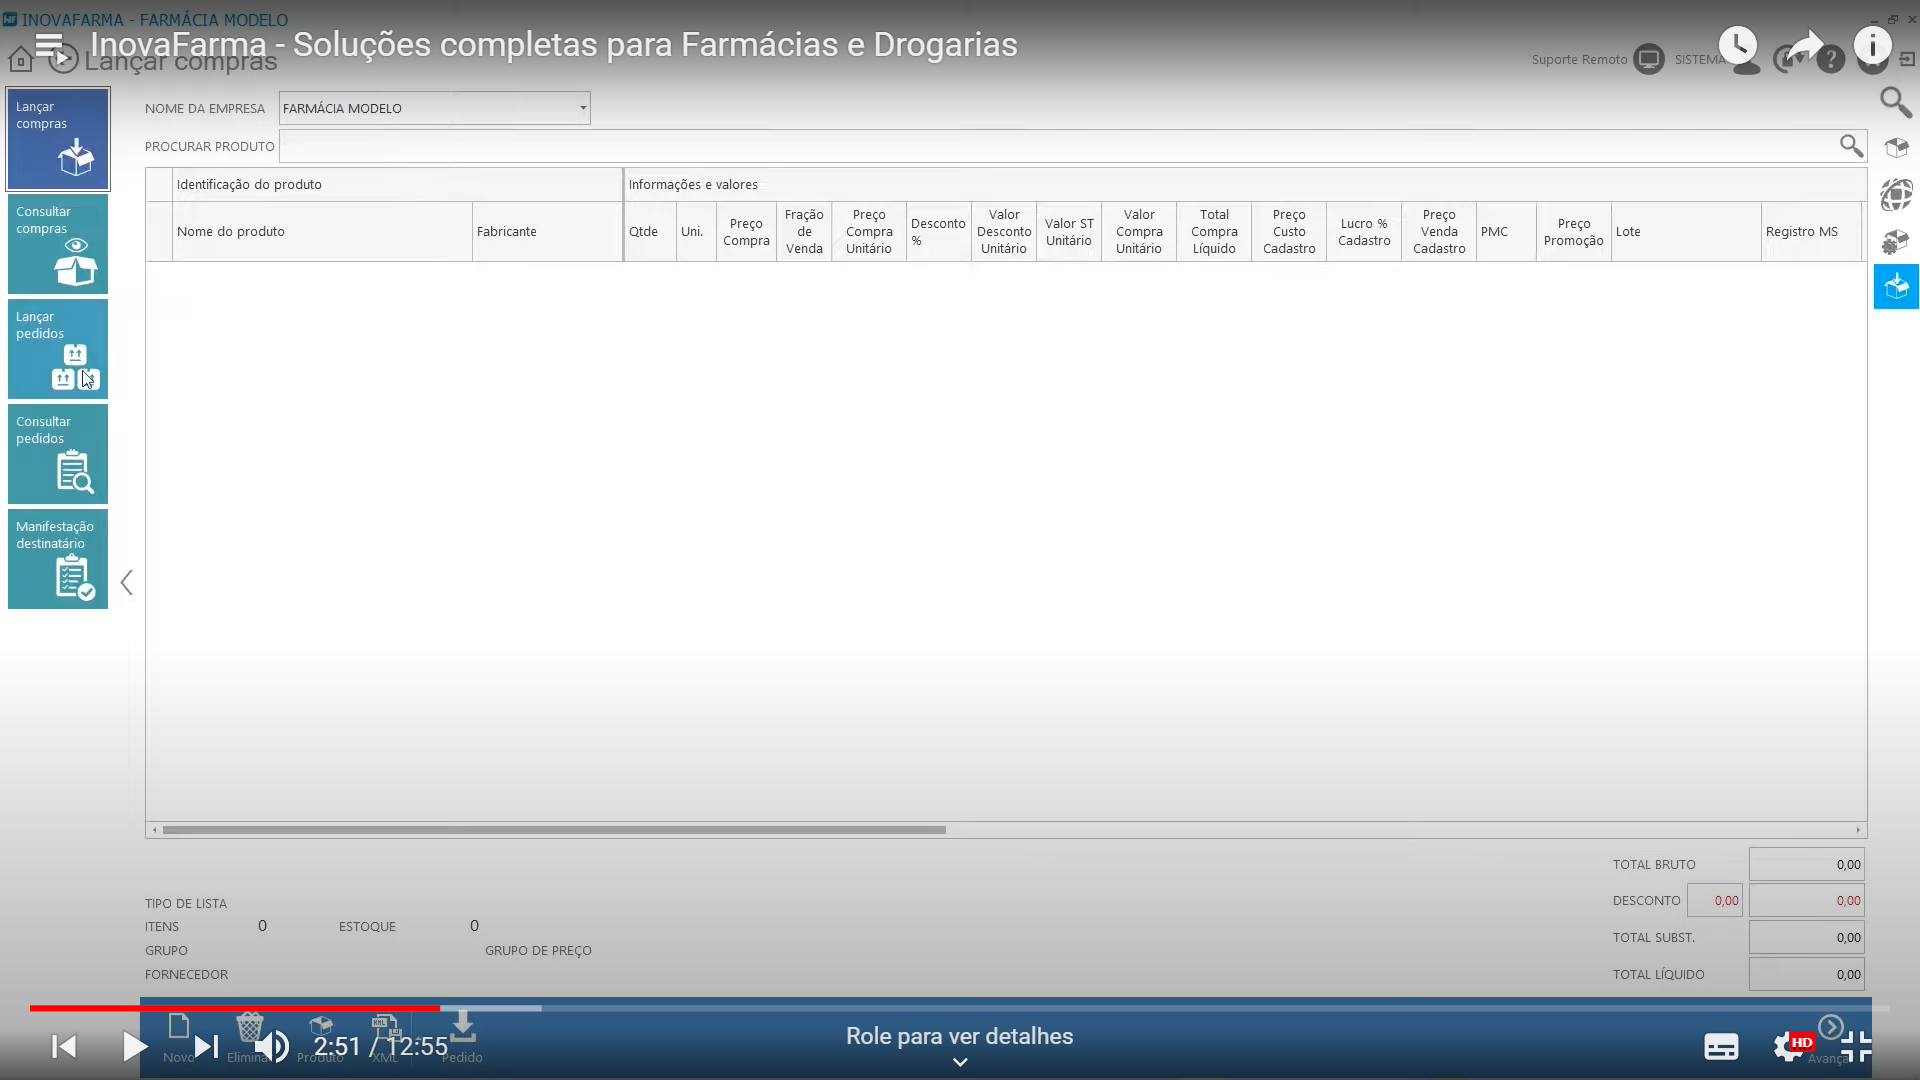 INOVAFARMA - FARMÁCIA MODELO
InovaFarma - Soluções completas para Farmácias e Drogarias
Lançar compras
Suporte Remoto
SISTEMA
Lançar
compras
Consultar
compras
Lançar
pedidos
Consultar
pedidos
Manifestação
destinatário
NOME DA EMPRESA
FARMÁCIA MODELO
PROCURAR PRODUTO
Identificação do produto
Informações e valores
Nome do produto
Fabricante
Qtde
Uni.
Preço
Compra
Fração
de
Venda
Preço
Compra
Unitário
Desconto
%
Valor
Desconto
Unitário
Valor ST
Unitário
Valor
Compra
Unitário
Total
Compra
Líquido
Preço
Custo
Cadastro
Lucro %
Cadastro
Preço
Venda
Cadastro
PMC
Preço
Promoção
Lote
Registro MS
TIPO DE LISTA
ITENS 0 ESTOQUE 0
GRUPO GRUPO DE PREÇO
FORNECEDOR
TOTAL BRUTO 0,00
DESCONTO 0,00 0,00
TOTAL SUBST. 0,00
TOTAL LÍQUIDO 0,00
Novo
Elimina
Produto
XML
Pedido
2:51 / 12:55
Role para ver detalhes
HD
Avança